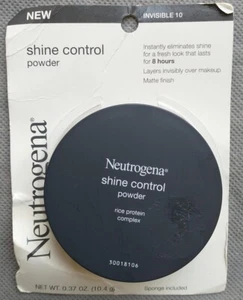 NEW
INVISIBLE 10
shine control
powder
Instantly eliminates shine
for a fresh look that lasts
for 8 hours
Layers invisibly over makeup
Matte finish
Neutrogena®
Neutrogena®
shine control
powder
rice protein
complex
30018106
NET WT. 0.37 OZ. (10.4 g)
Sponge included